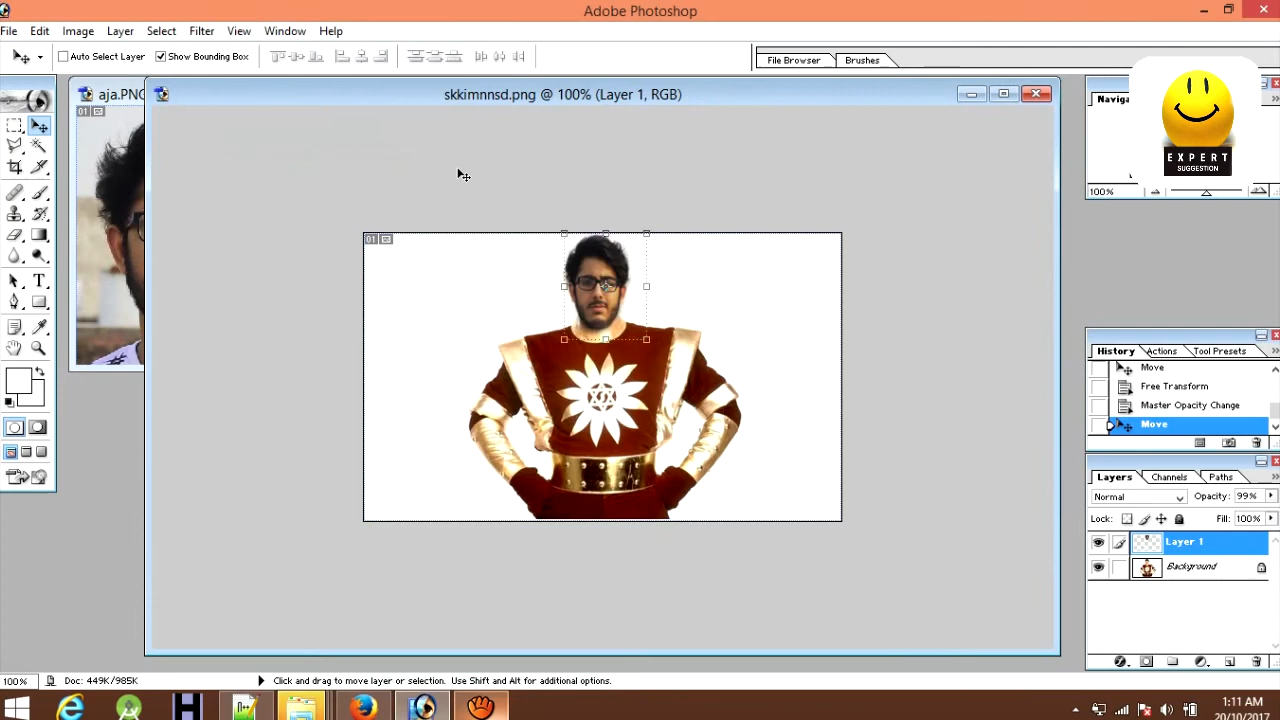 Adobe Photoshop
File Edit Image Layer Select Filter View Window Help
Auto Select Layer Show Bounding Box
File Browser Brushes
aja.PNG
skkimnnsd.png @ 100% (Layer 1, RGB)
Naviga
EXPERT
SUGGESTION
100%
01
01
History Actions Tool Presets
Move
Free Transform
Master Opacity Change
Move
Layers Channels Paths
Normal Opacity: 99%
Lock: Fill: 100%
Layer 1
Background
100% Doc: 449K/985K Click and drag to move layer or selection. Use Shift and Alt for additional options.
1:11 AM
20/10/2017